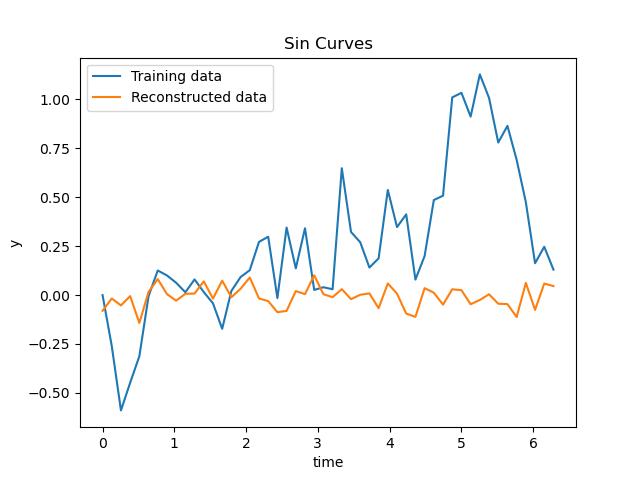 Sin Curves
Training data
Reconstructed data
1.00
0.75
0.50
0.25
0.00
−0.25
−0.50
y
0 1 2 3 4 5 6
time